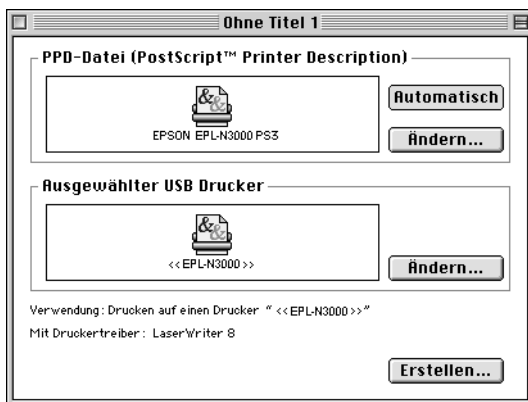 Ohne Titel 1
PPD-Datei (PostScript™ Printer Description)
EPSON EPL-N3000 PS3
Automatisch
Ändern...
Ausgewählter USB Drucker
<<EPL-N3000>>
Ändern...
Verwendung: Drucken auf einen Drucker “ <<EPL-N3000>>”
Mit Druckertreiber: LaserWriter 8
Erstellen...